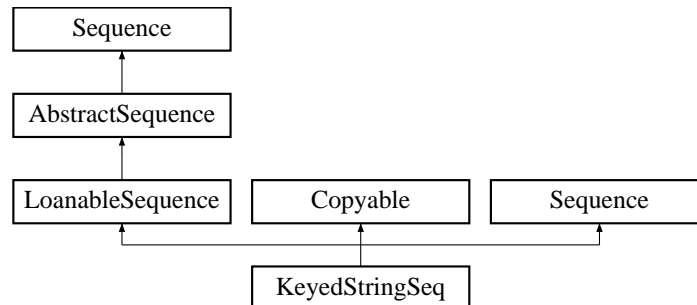 Sequence
AbstractSequence
LoanableSequence
Copyable
Sequence
KeyedStringSeq